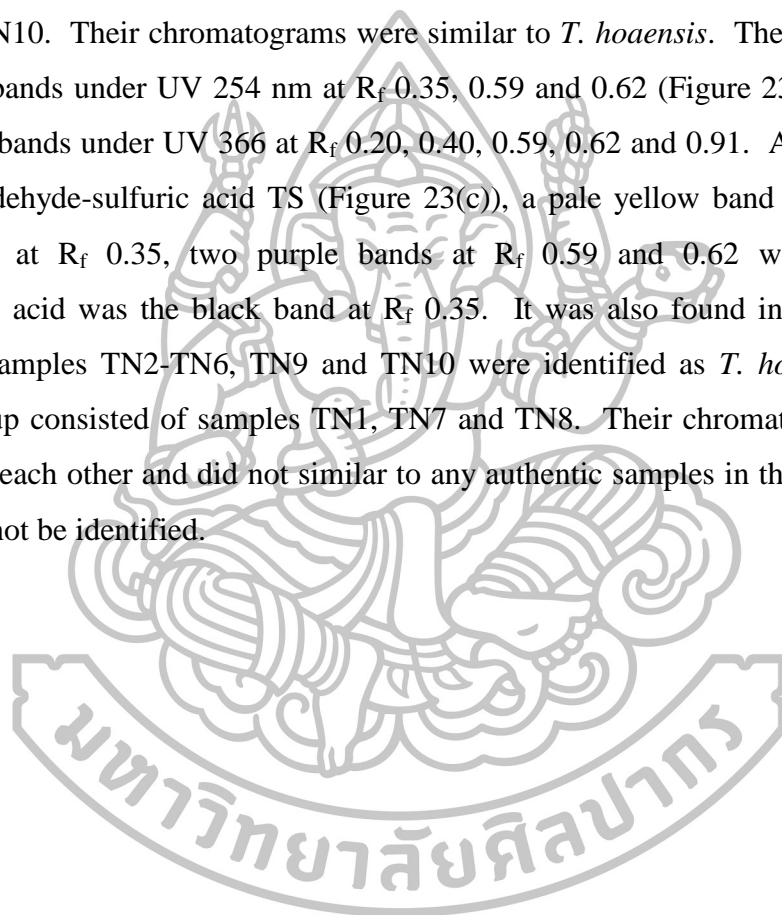 N10. Their chromatograms were similar to T. hoaensis. The
bands under UV 254 nm at Rf 0.35, 0.59 and 0.62 (Figure 23
bands under UV 366 at Rf 0.20, 0.40, 0.59, 0.62 and 0.91. A
dehyde-sulfuric acid TS (Figure 23(c)), a pale yellow band
at Rf 0.35, two purple bands at Rf 0.59 and 0.62 w
acid was the black band at Rf 0.35. It was also found in
amples TN2-TN6, TN9 and TN10 were identified as T. ho
up consisted of samples TN1, TN7 and TN8. Their chromat
each other and did not similar to any authentic samples in th
not be identified.
มหาวิทยาลัยศิลปากร